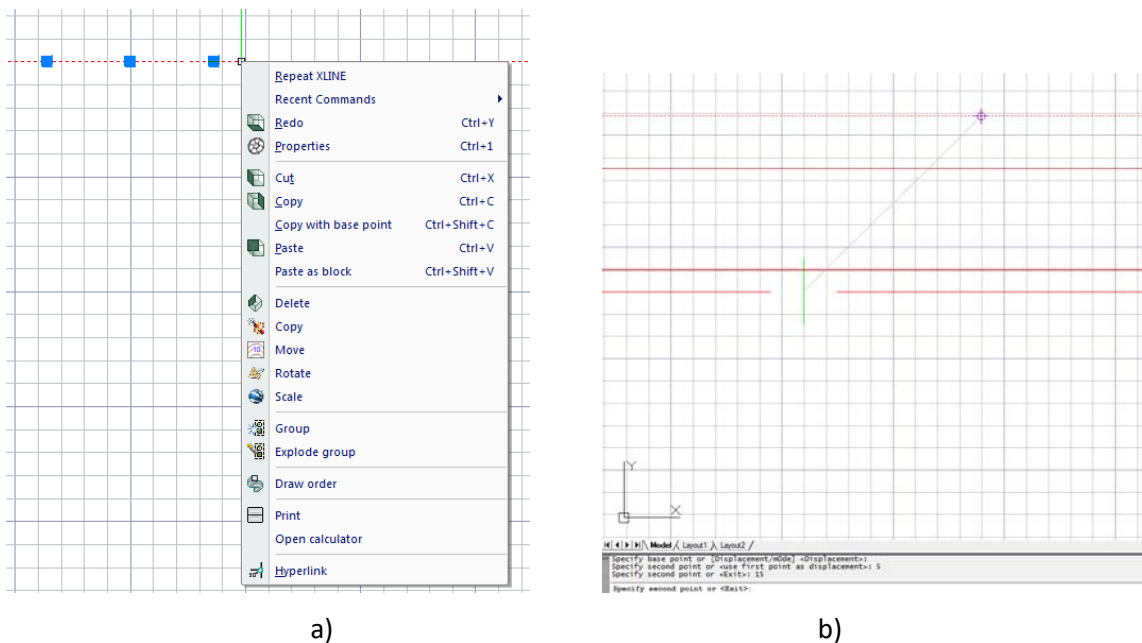 Repeat XLINE
Recent Commands
Redo Ctrl+Y
Properties Ctrl+1
Cut Ctrl+X
Copy Ctrl+C
Copy with base point Ctrl+Shift+C
Paste Ctrl+V
Paste as block Ctrl+Shift+V
Delete
Copy
Move
Rotate
Scale
Group
Explode group
Draw order
Print
Open calculator
Hyperlink
Y
X
Model / Layout1 \ Layout2 /
Specify base point or [Displacement/mOde] <Displacement>:
Specify second point or <use first point as displacement>: 5
Specify second point or <Exit>: 15
Specify second point or <Exit>:
a) b)